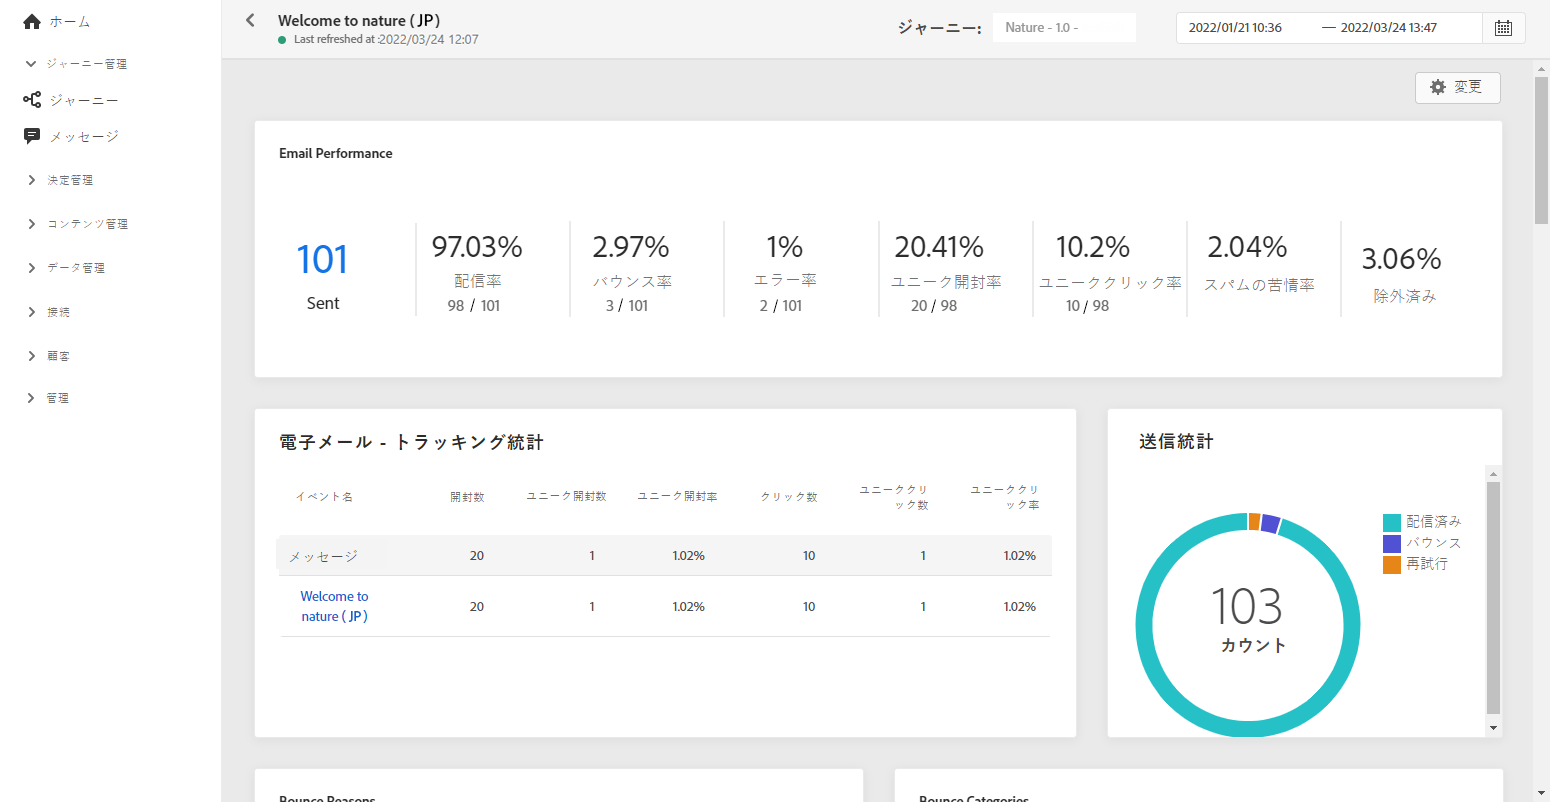 ホーム
ジャーニー管理
ジャーニー
メッセージ
決定管理
コンテンツ管理
データ管理
接続
顧客
管理
Welcome to nature (JP)
Last refreshed at :2022/03/24 12:07
ジャーニー:
Nature - 1.0 -
2022/01/21 10:36 — 2022/03/24 13:47
変更
Email Performance
101
Sent
97.03%
配信率
98 / 101
2.97%
バウンス率
3 / 101
1%
エラー率
2 / 101
20.41%
ユニーク開封率
20 / 98
10.2%
ユニーククリック率
10 / 98
2.04%
スパムの苦情率
3.06%
除外済み
電子メール - トラッキング統計
イベント名 開封数 ユニーク開封数 ユニーク開封率 クリック数 ユニーククリ
ック数 ユニーククリ
ック率
メッセージ 20 1 1.02% 10 1 1.02%
Welcome to
nature (JP) 20 1 1.02% 10 1 1.02%
送信統計
103
カウント
配信済み
バウンス
再試行
Bounce Reasons
Bounce Categories